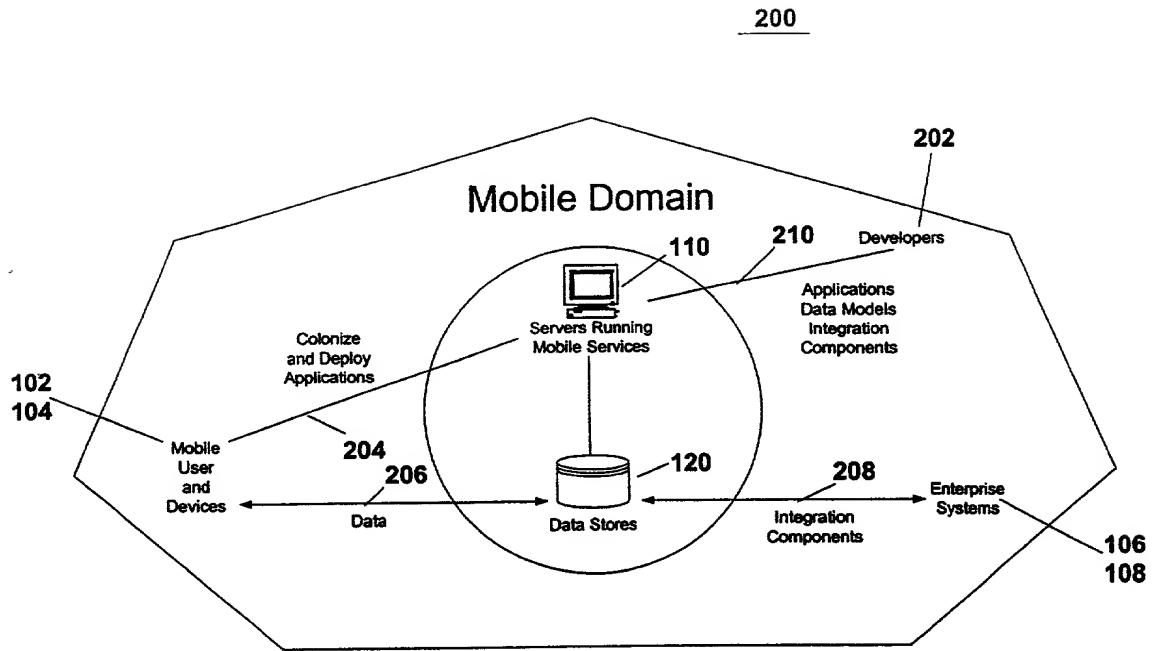 200
202
Mobile Domain
Developers
110
210
Applications
Data Models
Integration
Components
Servers Running
Mobile Services
Colonize
and Deploy
Applications
102
104
204
Mobile
User
and
Devices
206
Data
120
Data Stores
208
Integration
Components
Enterprise
Systems
106
108